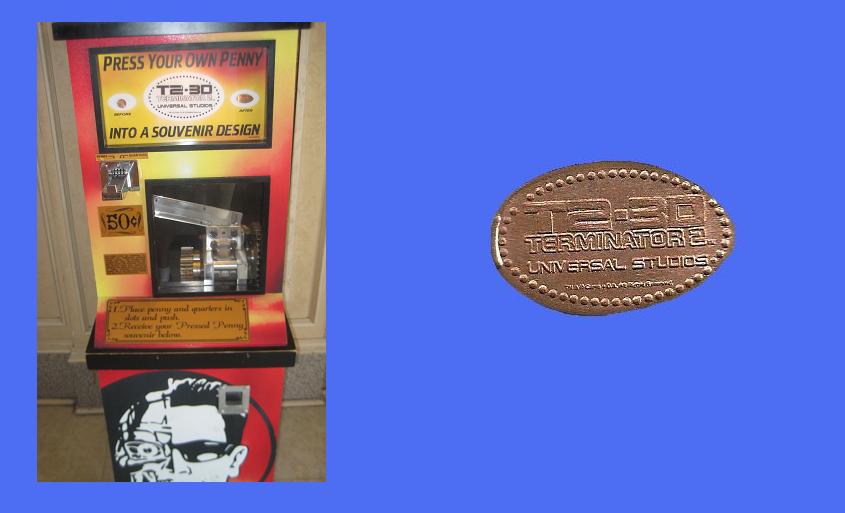 PRESS YOUR OWN PENNY
T2·3D
TERMINATOR 2
UNIVERSAL STUDIOS
BEFORE
AFTER
INTO A SOUVENIR DESIGN
50¢
1. Place penny and quarters in
slots and push.
2. Receive your Pressed Penny
souvenir below.
T2·3D
TERMINATOR 2
UNIVERSAL STUDIOS